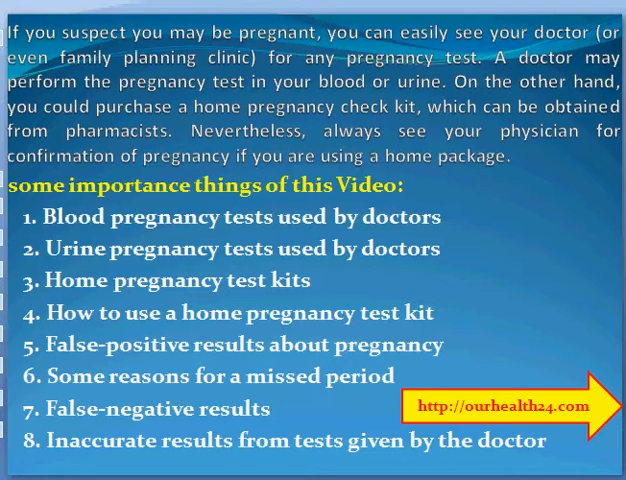 If you suspect you may be pregnant, you can easily see your doctor (or
even family planning clinic) for any pregnancy test. A doctor may
perform the pregnancy test in your blood or urine. On the other hand,
you could purchase a home pregnancy check kit, which can be obtained
from pharmacists. Nevertheless, always see your physician for
confirmation of pregnancy if you are using a home package.
some importance things of this Video:
1. Blood pregnancy tests used by doctors
2. Urine pregnancy tests used by doctors
3. Home pregnancy test kits
4. How to use a home pregnancy test kit
5. False-positive results about pregnancy
6. Some reasons for a missed period
7. False-negative results
http://ourhealth24.com
8. Inaccurate results from tests given by the doctor